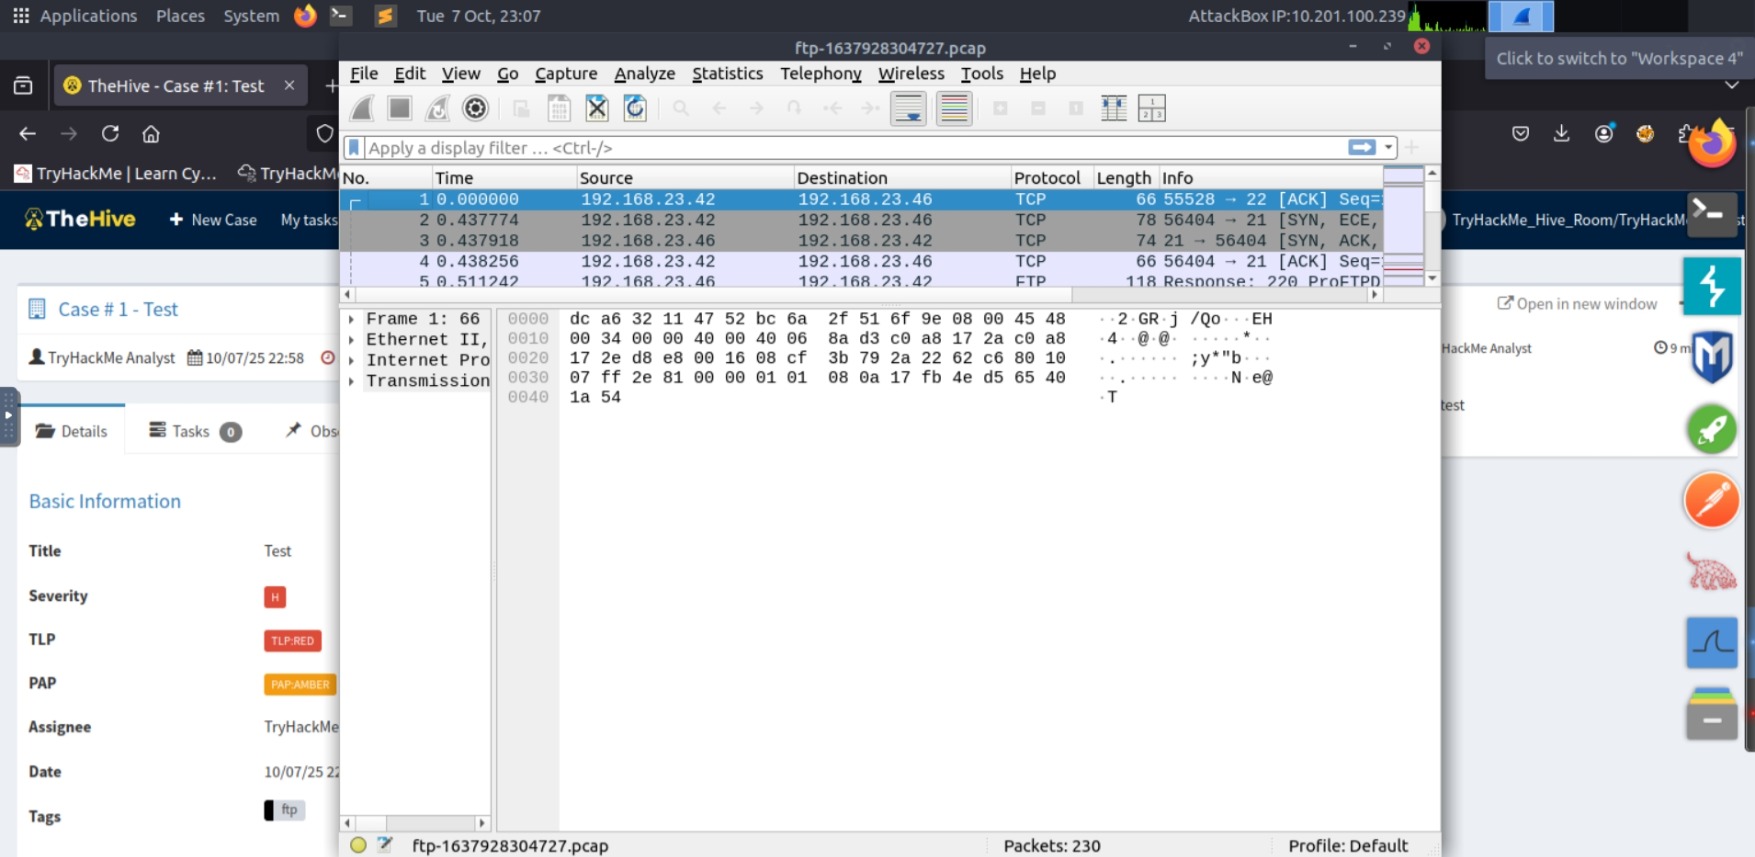 Applications Places System Tue 7 Oct, 23:07 AttackBox IP:10.201.100.239
Click to switch to "Workspace 4"
TheHive - Case #1: Test
TryHackMe | Learn Cy... TryHackM
TheHive New Case My tasks
TryHackMe_Hive_Room/TryHackM
Case # 1 - Test
TryHackMe Analyst 10/07/25 22:58
Open in new window
HackMe Analyst 9 m
test
Details Tasks 0 Obs
Basic Information
Title Test
Severity H
TLP TLP:RED
PAP PAP:AMBER
Assignee TryHackMe
Date 10/07/25 22
Tags ftp
ftp-1637928304727.pcap
File Edit View Go Capture Analyze Statistics Telephony Wireless Tools Help
Apply a display filter ... <Ctrl-/>
No. Time Source Destination Protocol Length Info
1 0.000000 192.168.23.42 192.168.23.46 TCP 66 55528 → 22 [ACK] Seq=
2 0.437774 192.168.23.42 192.168.23.46 TCP 78 56404 → 21 [SYN, ECE,
3 0.437918 192.168.23.46 192.168.23.42 TCP 74 21 → 56404 [SYN, ACK,
4 0.438256 192.168.23.42 192.168.23.46 TCP 66 56404 → 21 [ACK] Seq=
5 0.511242 192.168.23.46 192.168.23.42 FTP 118 Response: 220 ProFTPD
Frame 1: 66
Ethernet II,
Internet Pro
Transmission
0000 dc a6 32 11 47 52 bc 6a 2f 51 6f 9e 08 00 45 48 ··2·GR·j /Qo···EH
0010 00 34 00 00 40 00 40 06 8a d3 c0 a8 17 2a c0 a8 ·4··@·@· ·····*··
0020 17 2e d8 e8 00 16 08 cf 3b 79 2a 22 62 c6 80 10 ·.······ ;y*"b···
0030 07 ff 2e 81 00 00 01 01 08 0a 17 fb 4e d5 65 40 ··.····· ····N·e@
0040 1a 54 ·T
ftp-1637928304727.pcap Packets: 230 Profile: Default